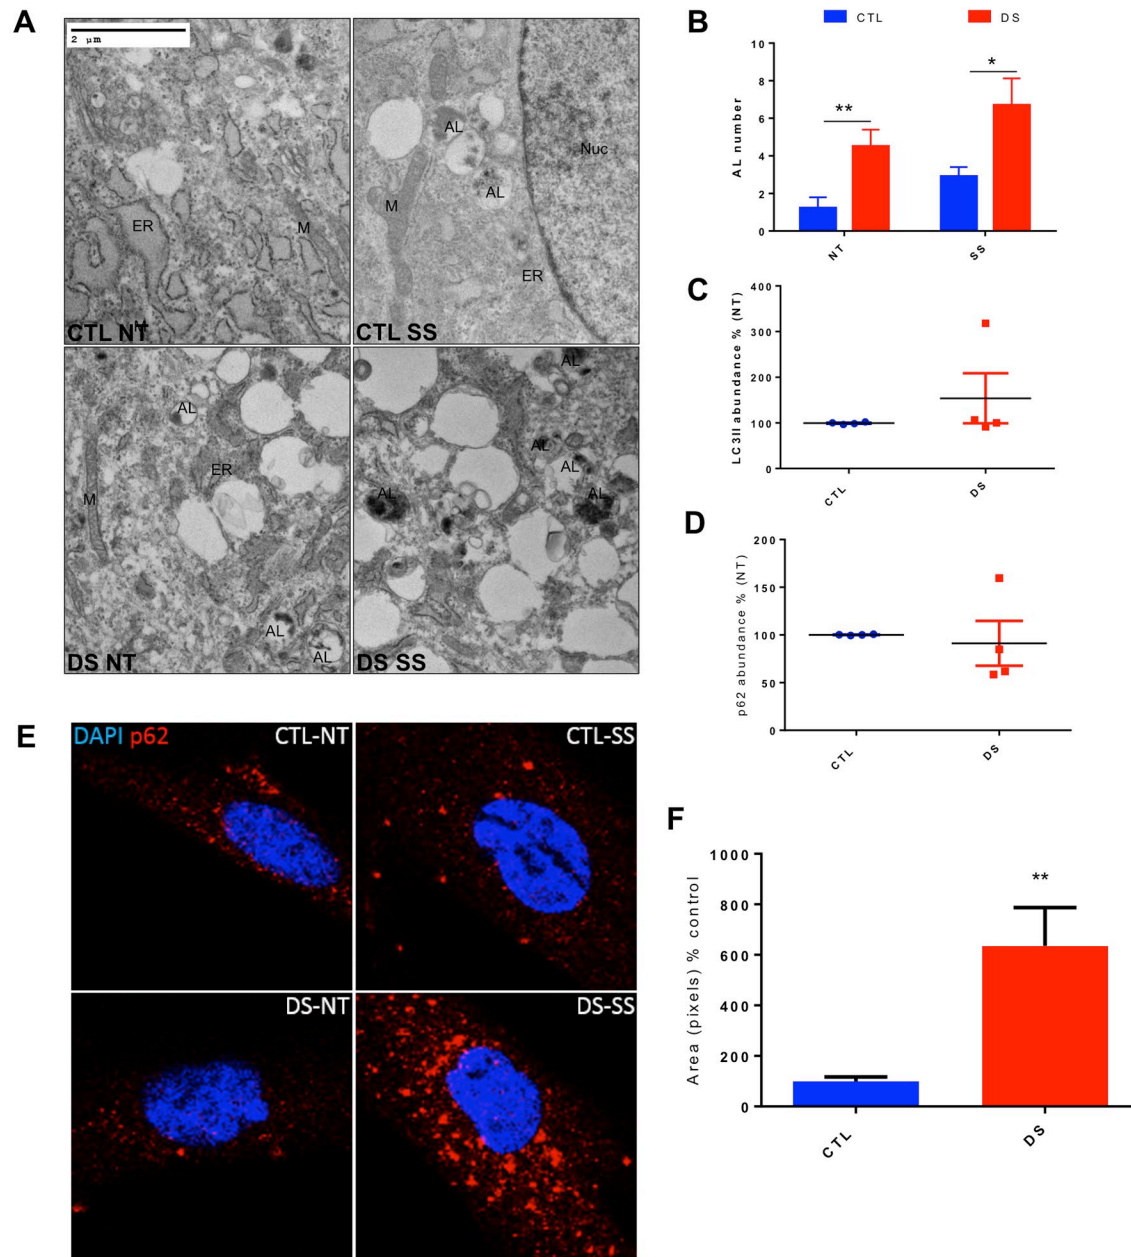 A
2 μm
ER
M
M
CTL NT
AL
AL
Nuc
M
ER
CTL SS
AL
ER
M
AL
AL
DS NT
AL
AL
AL
AL
AL
DS SS
B
CTL
DS
AL number
10
8
6
4
2
0
**
*
NT
SS
C
LC3II abundance % (NT)
400
300
200
100
0
CTL
DS
D
p62 abundance % (NT)
200
150
100
50
0
CTL
DS
E
DAPI p62
CTL-NT
CTL-SS
DS-NT
DS-SS
F
Area (pixels) % control
1000
800
600
400
200
0
**
CTL
DS